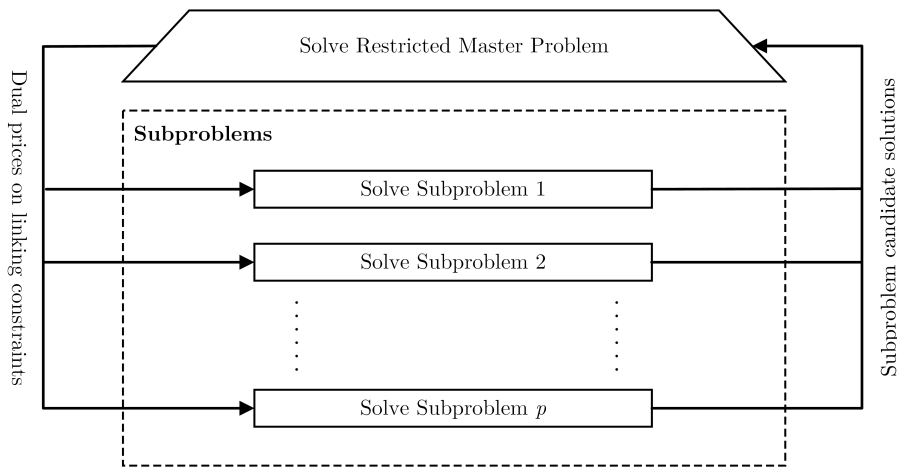 Solve Restricted Master Problem
Dual prices on linking constraints
Subproblems
Solve Subproblem 1
Solve Subproblem 2
Solve Subproblem p
Subproblem candidate solutions